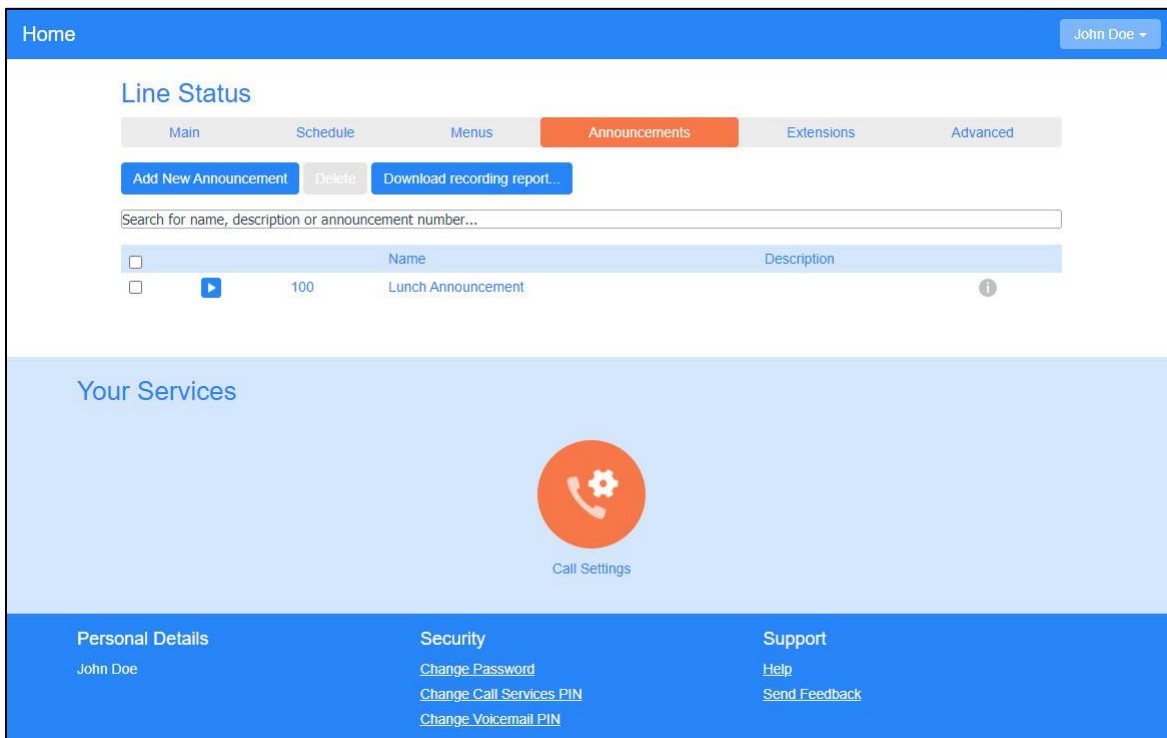 Home
John Doe
Line Status
Main Schedule Menus Announcements Extensions Advanced
Add New Announcement Delete Download recording report...
Search for name, description or announcement number...
Name Description
100 Lunch Announcement
Your Services
Call Settings
Personal Details
John Doe
Security
Change Password
Change Call Services PIN
Change Voicemail PIN
Support
Help
Send Feedback